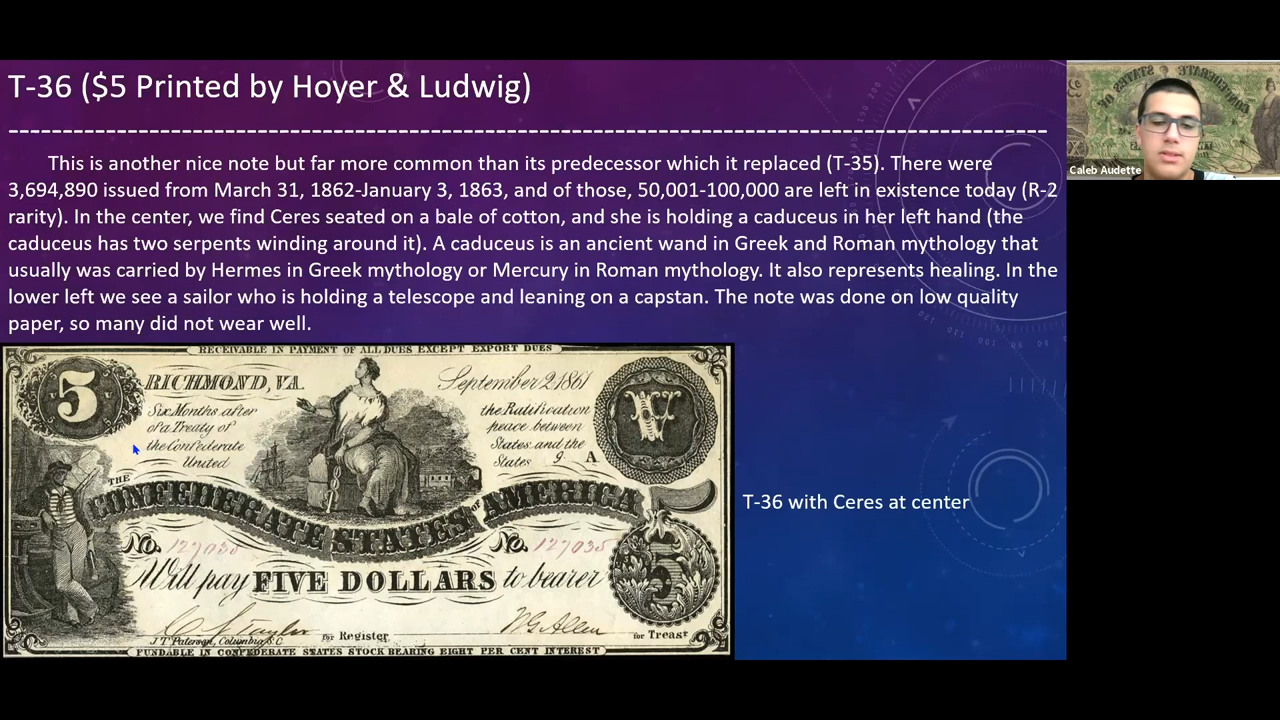 T-36 ($5 Printed by Hoyer & Ludwig)
This is another nice note but far more common than its predecessor which it replaced (T-35). There were
3,694,890 issued from March 31, 1862-January 3, 1863, and of those, 50,001-100,000 are left in existence today (R-2
rarity). In the center, we find Ceres seated on a bale of cotton, and she is holding a caduceus in her left hand (the
caduceus has two serpents winding around it). A caduceus is an ancient wand in Greek and Roman mythology that
usually was carried by Hermes in Greek mythology or Mercury in Roman mythology. It also represents healing. In the
lower left we see a sailor who is holding a telescope and leaning on a capstan. The note was done on low quality
paper, so many did not wear well.
Caleb Audette
RECEIVABLE IN PAYMENT OF ALL DUES EXCEPT EXPORT DUES
5
RICHMOND, VA.
September 2 1861
Six Months after
the Ratification
of a Treaty of
peace between
the Confederate
States and the
United
States 9 A
THE
CONFEDERATE STATES OF AMERICA
No. 127035
No. 127035
Will pay FIVE DOLLARS to bearer
5
J T Paterson, Columbia S. C
for Register
for Treasr
FUNDABLE IN CONFEDERATE STATES STOCK BEARING EIGHT PER CENT INTEREST
T-36 with Ceres at center